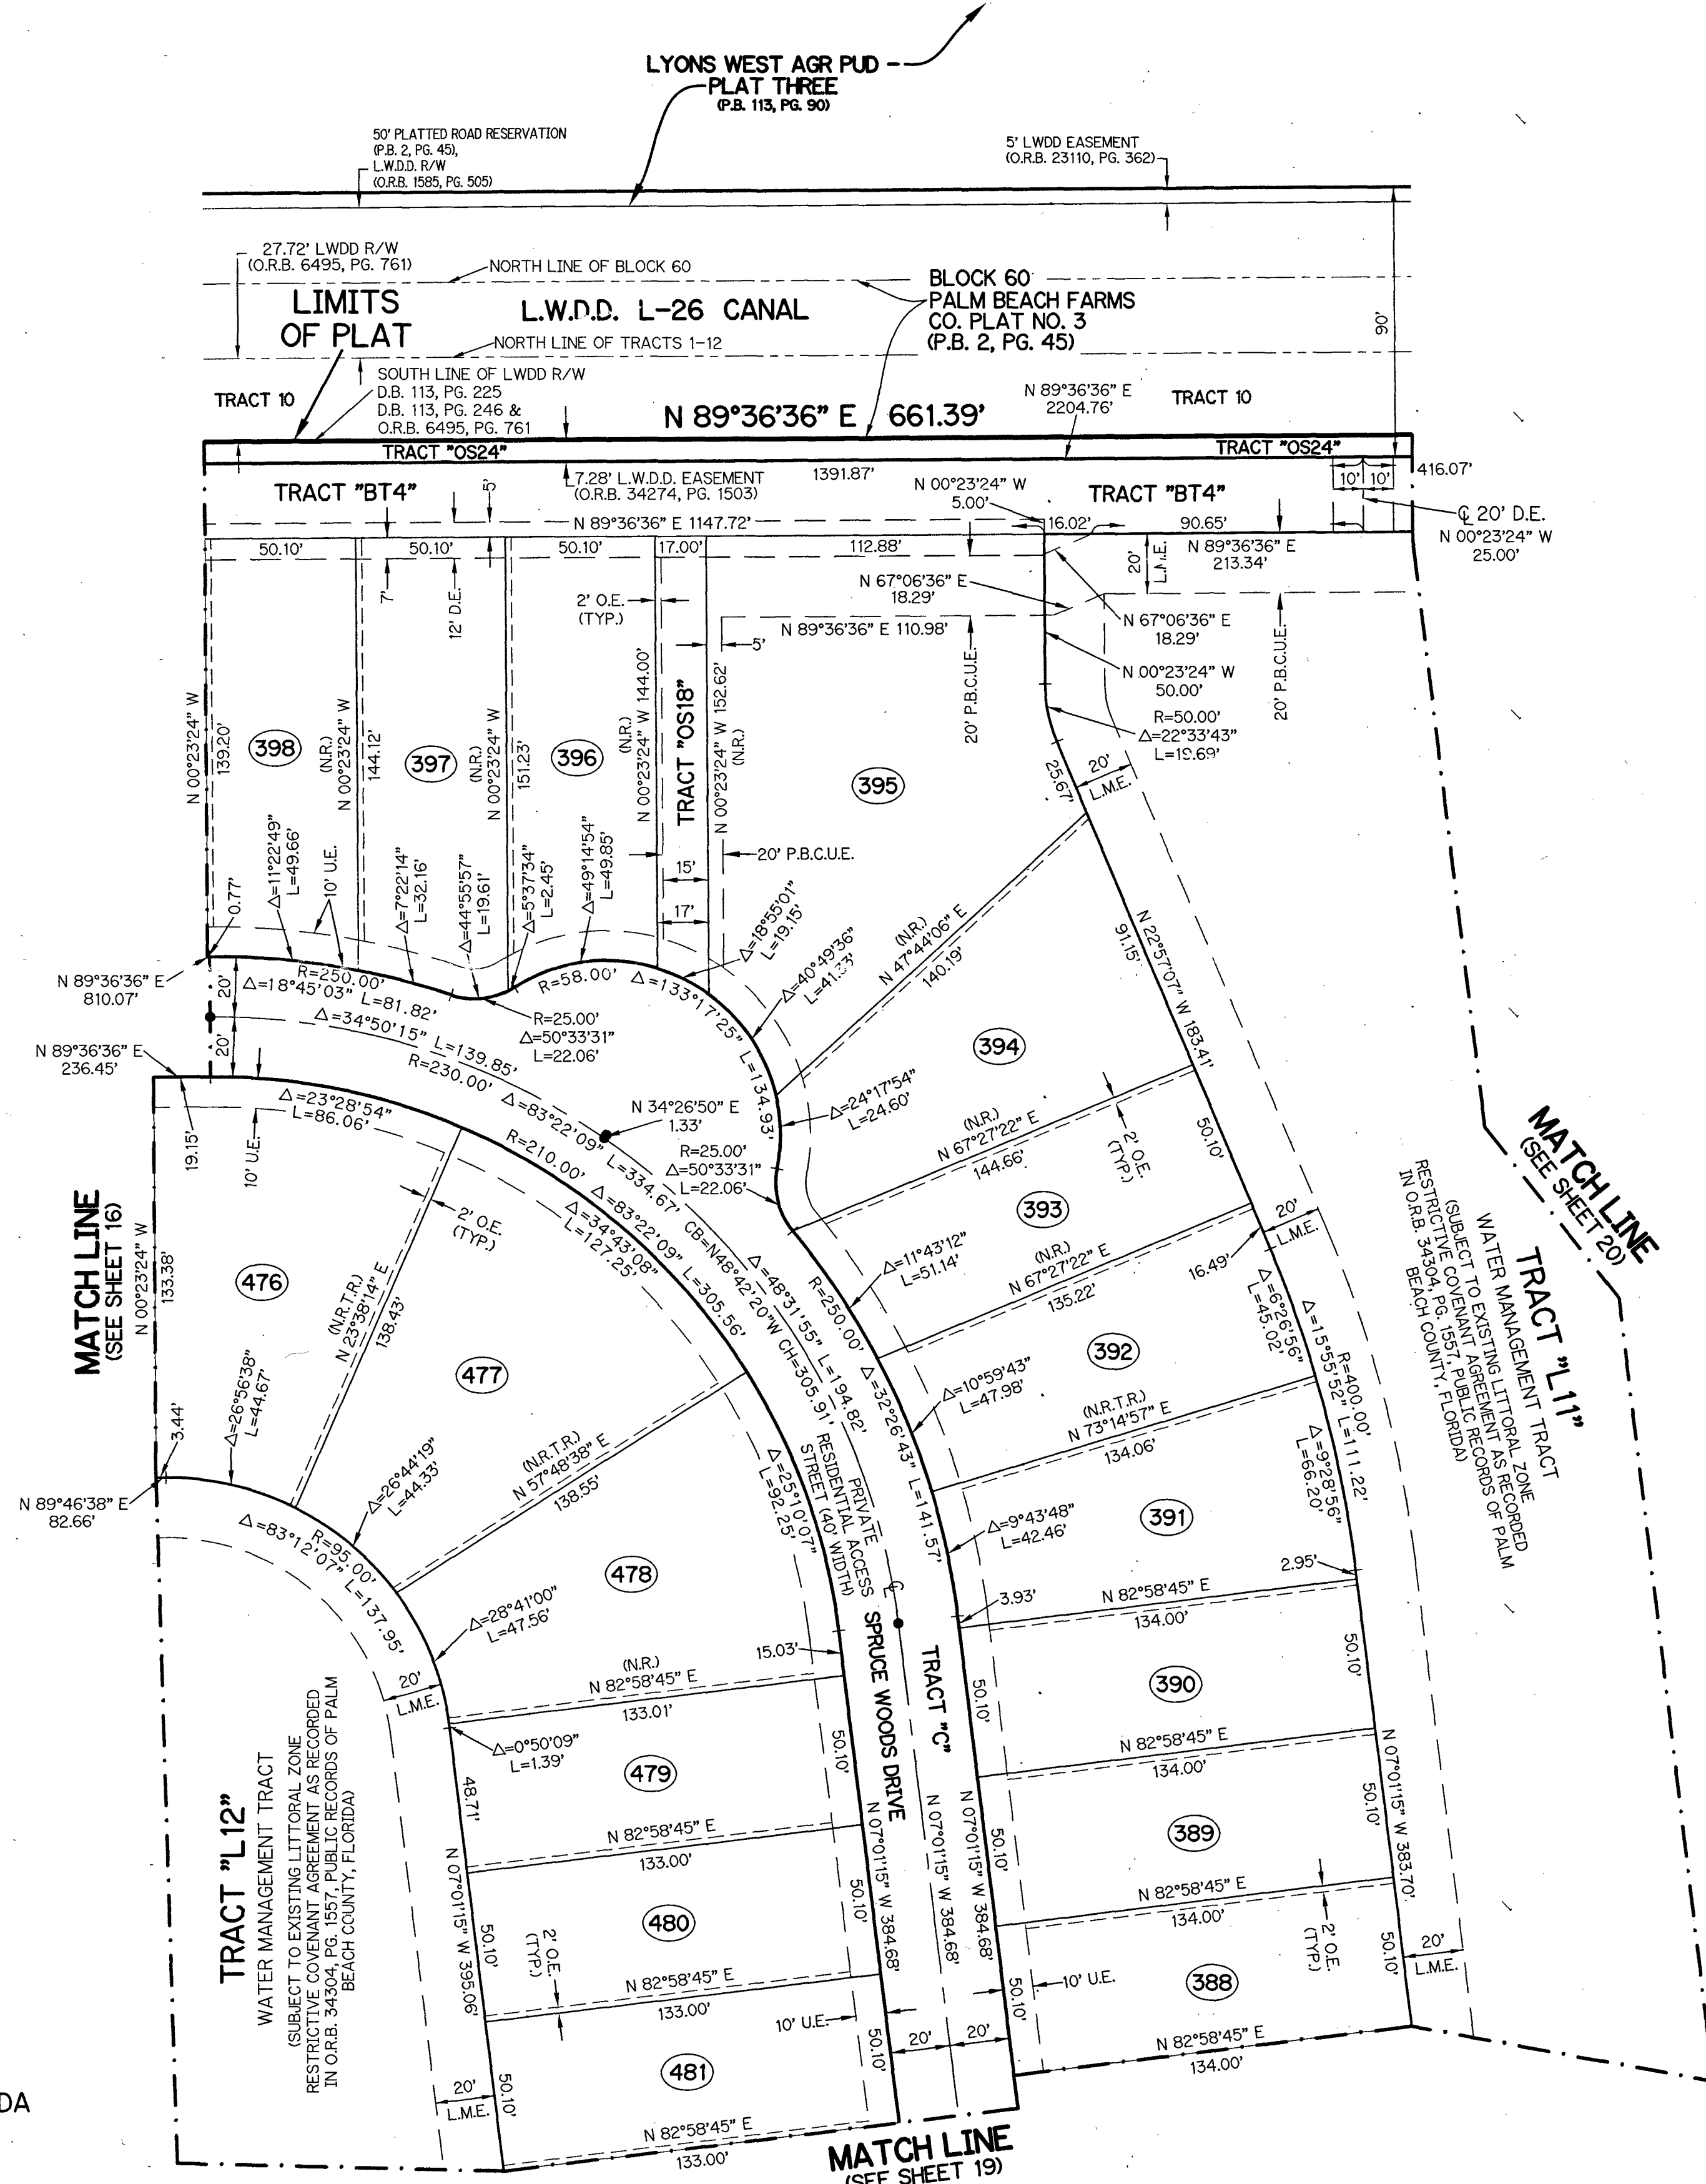 LYONS WEST AGR PUD
PLAT THREE
(P.B. 113, PG. 90)
50' PLATTED ROAD RESERVATION
(P.B. 2, PG. 45),
L.W.D.D. R/W
(O.R.B. 1585, PG. 505)
5' LWDD EASEMENT
(O.R.B. 23110, PG. 362)
27.72' LWDD R/W
(O.R.B. 6495, PG. 761)
NORTH LINE OF BLOCK 60
LIMITS
OF PLAT
L.W.D.D. L-26 CANAL
BLOCK 60
PALM BEACH FARMS
CO. PLAT NO. 3
(P.B. 2, PG. 45)
90'
NORTH LINE OF TRACTS 1-12
SOUTH LINE OF LWDD R/W
D.B. 113, PG. 225
D.B. 113, PG. 246 &
O.R.B. 6495, PG. 761
TRACT 10
N 89°36'36" E 661.39'
N 89°36'36" E
2204.76'
TRACT 10
TRACT "OS24"
TRACT "OS24"
TRACT "BT4"
7.28' L.W.D.D. EASEMENT
(O.R.B. 34274, PG. 1503)
1391.87'
N 00°23'24" W
5.00'
TRACT "BT4"
10' 10'
416.07'
℄ 20' D.E.
N 00°23'24" W
25.00'
5'
N 89°36'36" E 1147.72'
16.02'
90.65'
50.10'
50.10'
50.10'
17.00'
112.88'
20'
L.M.E.
N 89°36'36" E
213.34'
7'
12' D.E.
2' O.E.
(TYP.)
N 67°06'36" E
18.29'
N 89°36'36" E 110.98'
5'
N 67°06'36" E
18.29'
N 00°23'24" W
50.00'
20' P.B.C.U.E.
20' P.B.C.U.E.
R=50.00'
Δ=22°33'43"
L=19.69'
N 00°23'24" W
139.20'
398
(N.R.)
N 00°23'24" W
144.12'
397
(N.R.)
N 00°23'24" W
151.23'
396
(N.R.)
N 00°23'24" W 144.00'
TRACT "OS18"
N 00°23'24" W 152.62'
(N.R.)
395
25.67'
20'
L.M.E.
0.77'
Δ=11°22'49"
L=49.66'
10' U.E.
Δ=7°22'14"
L=32.16'
Δ=44°55'57"
L=19.61'
Δ=5°37'34"
L=2.45'
Δ=49°14'54"
L=49.85'
20' P.B.C.U.E.
15'
17'
Δ=18°55'01"
L=19.15'
Δ=40°49'36"
L=41.33'
(N.R.)
N 47°44'06" E
140.19'
91.15'
N 22°57'07" W 183.41'
N 89°36'36" E
810.07'
20'
R=250.00'
Δ=18°45'03" L=81.82'
R=58.00'
Δ=133°17'25" L=134.93'
R=25.00'
Δ=50°33'31"
L=22.06'
Δ=34°50'15" L=139.85'
R=230.00' Δ=83°22'09" L=334.67' CB=N48°42'20"W CH=305.91'
20'
N 89°36'36" E
236.45'
394
Δ=23°28'54"
L=86.06'
N 34°26'50" E
1.33'
R=25.00'
Δ=50°33'31"
L=22.06'
Δ=24°17'54"
L=24.60'
(N.R.)
N 67°27'22" E
144.66'
2' O.E.
(TYP.)
50.10'
19.15'
10' U.E.
R=210.00' Δ=83°22'09" L=305.56'
Δ=34°43'08"
L=127.25'
393
MATCH LINE
(SEE SHEET 20)
MATCH LINE
(SEE SHEET 16)
N 00°23'24" W
133.38'
2' O.E.
(TYP.)
476
(N.R.T.R.)
N 23°38'14" E
138.43'
Δ=48°31'55" L=194.82'
Δ=11°43'12"
L=51.14'
(N.R.)
N 67°27'22" E
135.22'
16.49'
20'
L.M.E.
R=250.00' Δ=32°26'43" L=141.57'
Δ=6°26'56"
L=45.02'
R=400.00'
Δ=15°55'52" L=111.22'
TRACT "L11"
WATER MANAGEMENT TRACT
(SUBJECT TO EXISTING LITTORAL ZONE
RESTRICTIVE COVENANT AGREEMENT AS RECORDED
IN O.R.B. 34304, PG. 1557, PUBLIC RECORDS OF PALM
BEACH COUNTY, FLORIDA)
477
392
Δ=10°59'43"
L=47.98'
(N.R.T.R.)
N 73°14'57" E
134.06'
Δ=9°28'56"
L=66.20'
3.44'
Δ=26°56'38"
L=44.67'
N 89°46'38" E
82.66'
Δ=26°44'19"
L=44.33'
(N.R.T.R.)
N 57°48'38" E
138.55'
Δ=25°10'07"
L=92.25'
PRIVATE
RESIDENTIAL ACCESS
STREET (40' WIDTH)
391
Δ=9°43'48"
L=42.46'
R=95.00'
Δ=83°12'07" L=137.95'
478
℄
2.95'
3.93'
N 82°58'45" E
134.00'
Δ=28°41'00"
L=47.56'
15.03'
20'
L.M.E.
(N.R.)
N 82°58'45" E
133.01'
SPRUCE WOODS DRIVE
TRACT "C"
50.10'
390
50.10'
Δ=0°50'09"
L=1.39'
50.10'
N 82°58'45" E
134.00'
48.71'
479
N 07°01'15" W 384.68'
N 07°01'15" W 384.68'
N 07°01'15" W 384.68'
50.10'
389
50.10'
N 07°01'15" W 383.70'
TRACT "L12"
WATER MANAGEMENT TRACT
(SUBJECT TO EXISTING LITTORAL ZONE
RESTRICTIVE COVENANT AGREEMENT AS RECORDED
IN O.R.B. 34304, PG. 1557, PUBLIC RECORDS OF PALM
BEACH COUNTY, FLORIDA)
N 82°58'45" E
133.00'
N 07°01'15" W 395.06'
50.10'
480
50.10'
N 82°58'45" E
134.00'
2' O.E.
(TYP.)
2' O.E.
(TYP.)
N 82°58'45" E
133.00'
10' U.E.
50.10'
10' U.E.
388
50.10'
20'
L.M.E.
481
50.10'
20' 20'
N 82°58'45" E
134.00'
20'
L.M.E.
50.10'
N 82°58'45" E
133.00'
DA
MATCH LINE
(SEE SHEET 19)